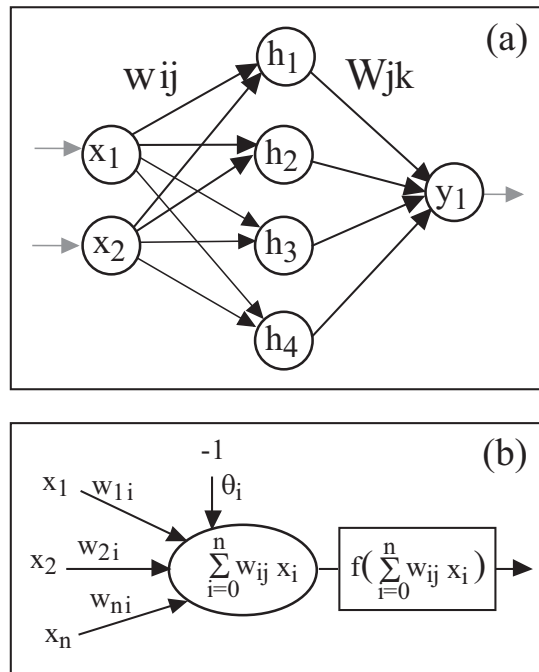 (a)
wij
Wjk
h1
x1
h2
y1
x2
h3
h4
(b)
-1
θi
x1 w1i
x2 w2i
xn wni
n
∑ wij xi
i=0
n
f( ∑ wij xi )
i=0